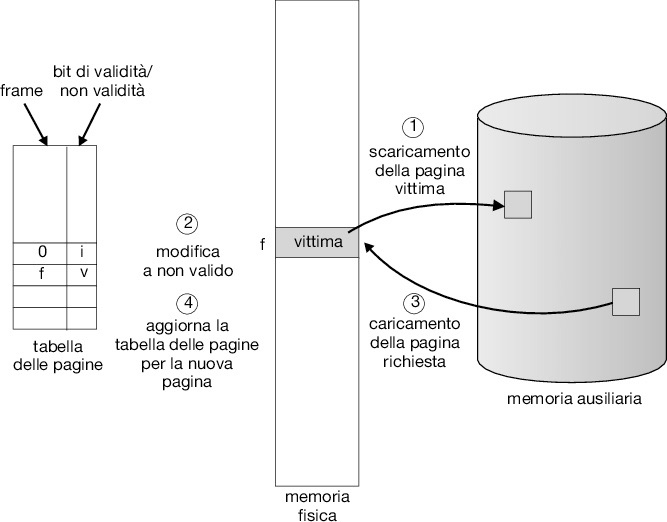 bit di validità/
non validità
frame
0 i
f v
tabella
delle pagine
2
modifica
a non valido
4
aggiorna la
tabella delle pagine
per la nuova
pagina
f
vittima
memoria
fisica
1
scaricamento
della pagina
vittima
3
caricamento
della pagina
richiesta
memoria ausiliaria